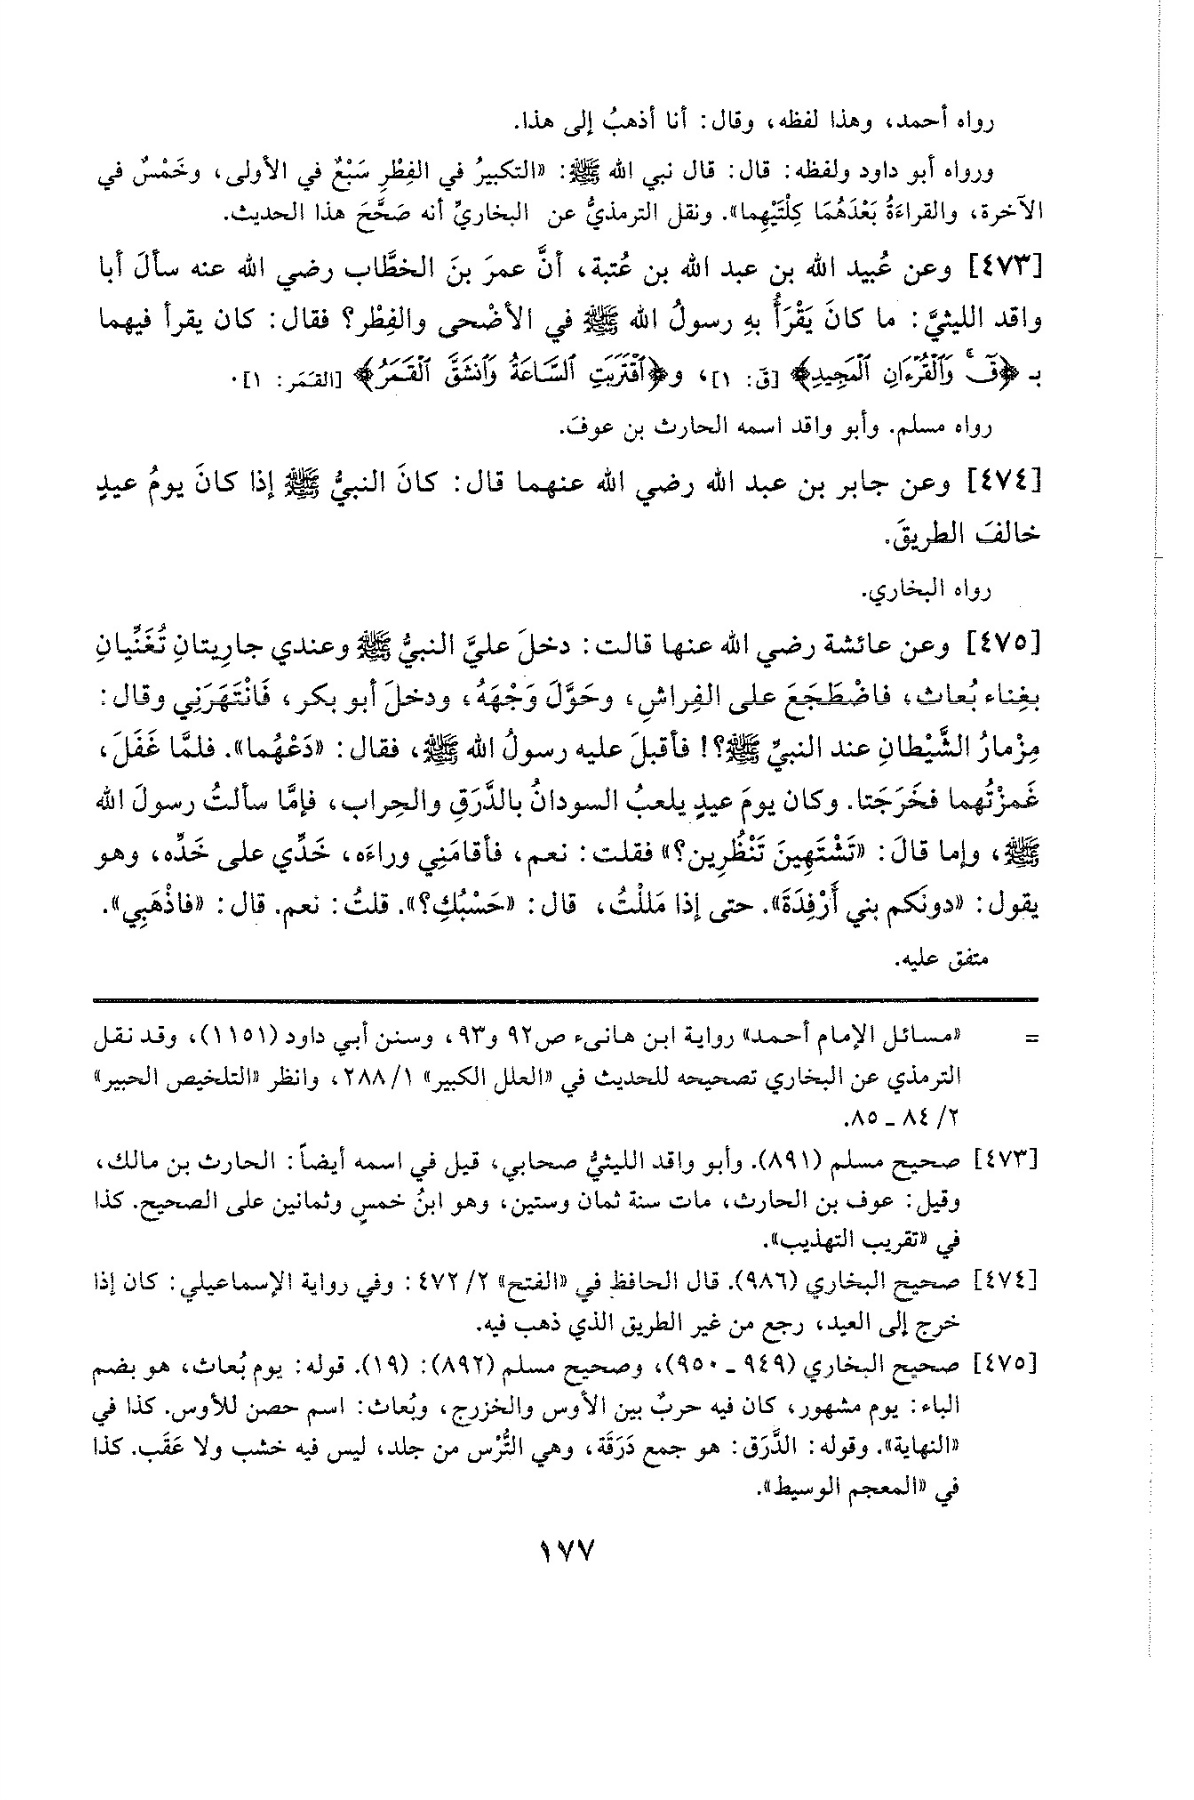 رواه أحمد، وهذا لفظه، وقال: أنا أذهبُ إلى هذا.
ورواه أبو داود ولفظه: قال: قال نبي الله ﷺ: «التكبيرُ في الفِطْرِ سَبْعٌ في الأولى، وخَمْسٌ في
الآخرة، والقراءَةُ بَعْدَهُمَا كِلْتَيْهِما». ونقل الترمذيُّ عن البخاريِّ أنه صَحَّحَ هذا الحديث.
[٤٧٣] وعن عُبيد الله بن عبد الله بن عُتبة، أنَّ عمرَ بنَ الخطَّاب رضي الله عنه سألَ أبا
واقد الليثيَّ: ما كانَ يَقْرَأُ بهِ رسولُ الله ﷺ في الأضْحى والفِطْر؟ فقال: كان يقرأ فيهما
بـ ﴿قٓۚ وَٱلْقُرْءَانِ ٱلْمَجِيدِ﴾ [قَ: ١]، و﴿ٱقْتَرَبَتِ ٱلسَّاعَةُ وَٱنشَقَّ ٱلْقَمَرُ﴾ [القَمَر: ١].
رواه مسلم. وأبو واقد اسمه الحارث بن عوفَ.
[٤٧٤] وعن جابر بن عبد الله رضي الله عنهما قال: كانَ النبيُّ ﷺ إذا كانَ يومُ عيدٍ
خالفَ الطريقَ.
رواه البخاري.
[٤٧٥] وعن عائشة رضي الله عنها قالت: دخلَ عليَّ النبيُّ ﷺ وعندي جارِيتانِ تُغَنِّيانِ
بغِناء بُعاث، فاضْطَجَعَ على الفِراشِ، وحَوَّلَ وَجْهَهُ، ودخلَ أبو بكر، فَانْتَهَرَنِي وقال:
مِزْمارُ الشَّيْطانِ عند النبيِّ ﷺ؟! فأقبلَ عليه رسولُ الله ﷺ، فقال: «دَعْهُما». فلمَّا غَفَلَ،
غَمزْتُهما فخَرَجَتا. وكان يومَ عيدٍ يلعبُ السودانُ بالدَّرَقِ والحِراب، فإمَّا سألتُ رسولَ الله
ﷺ، وإما قالَ: «تَشْتَهِينَ تَنْظُرِين؟» فقلت: نعم، فأقامَنِي وراءَه، خَدِّي على خَدِّه، وهو
يقول: «دونَكم بني أَرْفِدَةَ». حتى إذا مَللْتُ، قال: «حَسْبُكِ؟». قلتُ: نعم. قال: «فاذْهَبِي».
متفق عليه.
= «مسائل الإمام أحمد» رواية ابن هانىء ص٩٢ و٩٣، وسنن أبي داود (١١٥١)، وقد نقل
الترمذي عن البخاري تصحيحه للحديث في «العلل الكبير» ١/ ٢٨٨، وانظر «التلخيص الحبير»
٢/ ٨٤ ـ ٨٥.
[٤٧٣] صحيح مسلم (٨٩١). وأبو واقد الليثيُّ صحابي، قيل في اسمه أيضاً: الحارث بن مالك،
وقيل: عوف بن الحارث، مات سنة ثمان وستين، وهو ابنُ خمسٍ وثمانين على الصحيح. كذا
في «تقريب التهذيب».
[٤٧٤] صحيح البخاري (٩٨٦). قال الحافظ في «الفتح» ٢/ ٤٧٢: وفي رواية الإسماعيلي: كان إذا
خرج إلى العيد، رجع من غير الطريق الذي ذهب فيه.
[٤٧٥] صحيح البخاري (٩٤٩ ـ ٩٥٠)، وصحيح مسلم (٨٩٢): (١٩). قوله: يوم بُعاث، هو بضم
الباء: يوم مشهور، كان فيه حربٌ بين الأوس والخزرج، وبُعاث: اسم حصن للأوس. كذا في
«النهاية». وقوله: الدَّرَق: هو جمع دَرَقَة، وهي التُّرْس من جلد، ليس فيه خشب ولا عَقَب. كذا
في «المعجم الوسيط».
١٧٧